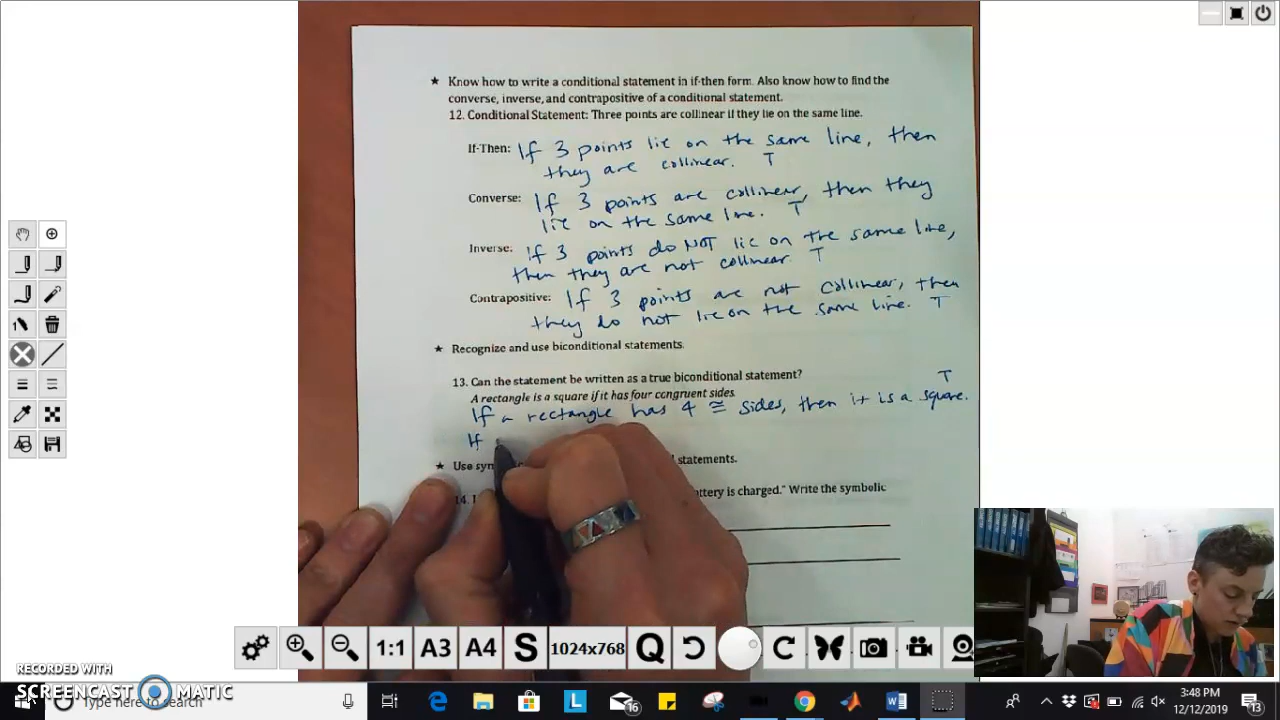 ★ Know how to write a conditional statement in if-then form. Also know how to find the
converse, inverse, and contrapositive of a conditional statement.
12. Conditional Statement: Three points are collinear if they lie on the same line.
If-Then: If 3 points lie on the same line, then
they are collinear. T
Converse: If 3 points are collinear, then they
lie on the same line. T
Inverse: If 3 points do NOT lie on the same line,
then they are not collinear. T
Contrapositive: If 3 points are not collinear, then
they do not lie on the same line. T
★ Recognize and use biconditional statements.
13. Can the statement be written as a true biconditional statement?
A rectangle is a square if it has four congruent sides. T
If a rectangle has 4 ≅ sides, then it is a square.
If
★ Use statements.
14. is charged." Write the symbolic
1:1 A3 A4 S 1024x768 Q
RECORDED WITH
SCREENCAST MATIC
Type here to search
16
3:48 PM
12/12/2019
13